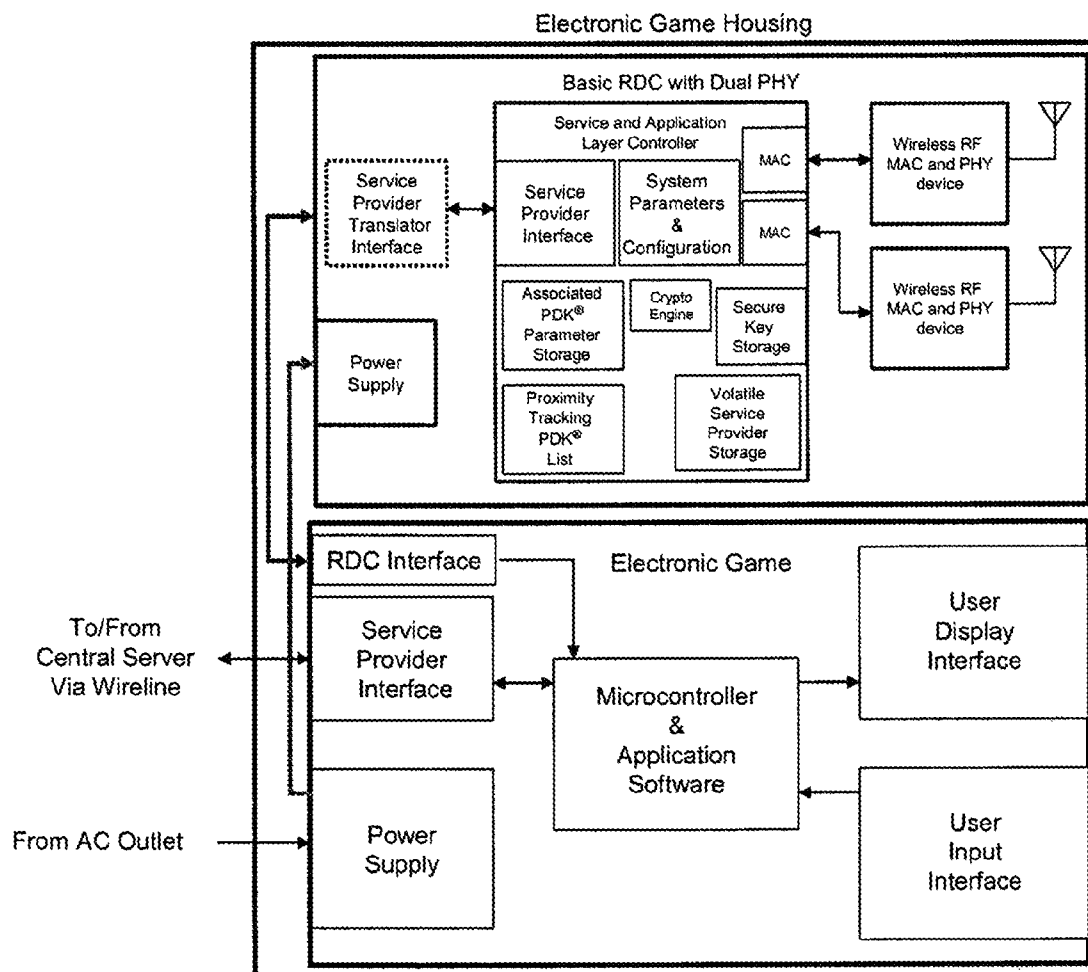 Electronic Game Housing
Basic RDC with Dual PHY
Service and Application
Layer Controller
Service
Provider
Translator
Interface
Service
Provider
Interface
System
Parameters
&
Configuration
MAC
MAC
Wireless RF
MAC and PHY
device
Wireless RF
MAC and PHY
device
Associated
PDK®
Parameter
Storage
Crypto
Engine
Secure
Key
Storage
Power
Supply
Proximity
Tracking
PDK®
List
Volatile
Service
Provider
Storage
RDC Interface
Electronic Game
To/From
Central Server
Via Wireline
Service
Provider
Interface
Microcontroller
&
Application
Software
User
Display
Interface
From AC Outlet
Power
Supply
User
Input
Interface